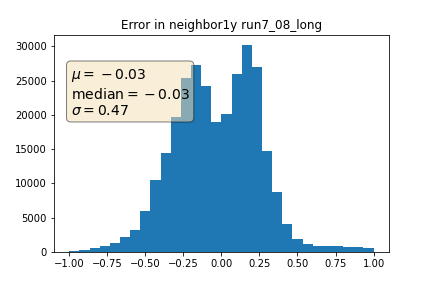 Error in neighbor1y run7_08_long
30000
25000
20000
15000
10000
5000
0
μ = −0.03
median = −0.03
σ = 0.47
−1.00 −0.75 −0.50 −0.25 0.00 0.25 0.50 0.75 1.00